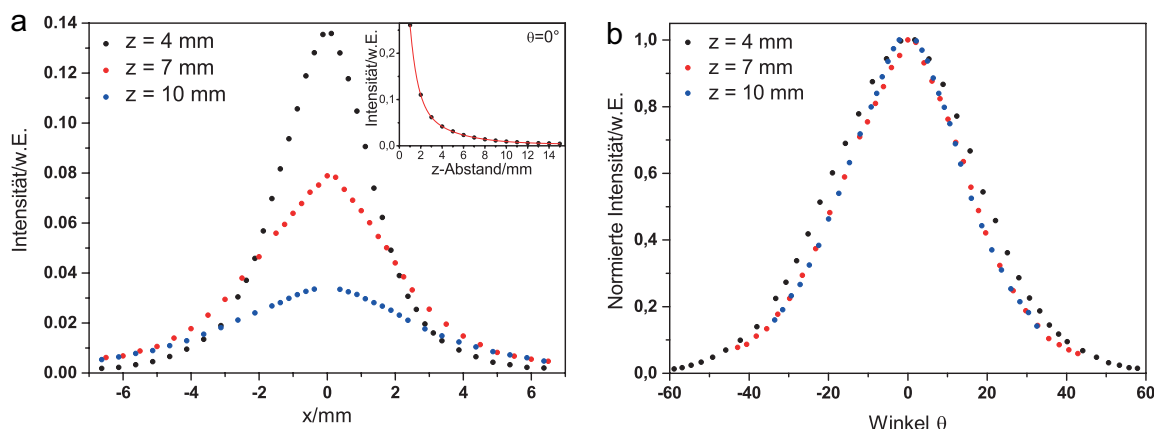 a
0.14
0.12
0.10
0.08
0.06
0.04
0.02
0.00
Intensität/w.E.
z = 4 mm
z = 7 mm
z = 10 mm
-6
-4
-2
0
2
4
6
x/mm
θ=0°
Intensität/w.E.
0,2
0,1
0,0
0
2
4
6
8
10
12
14
z-Abstand/mm
b
1,0
0,8
0,6
0,4
0,2
0,0
Normierte Intensität/w.E.
z = 4 mm
z = 7 mm
z = 10 mm
-60
-40
-20
0
20
40
60
Winkel θ